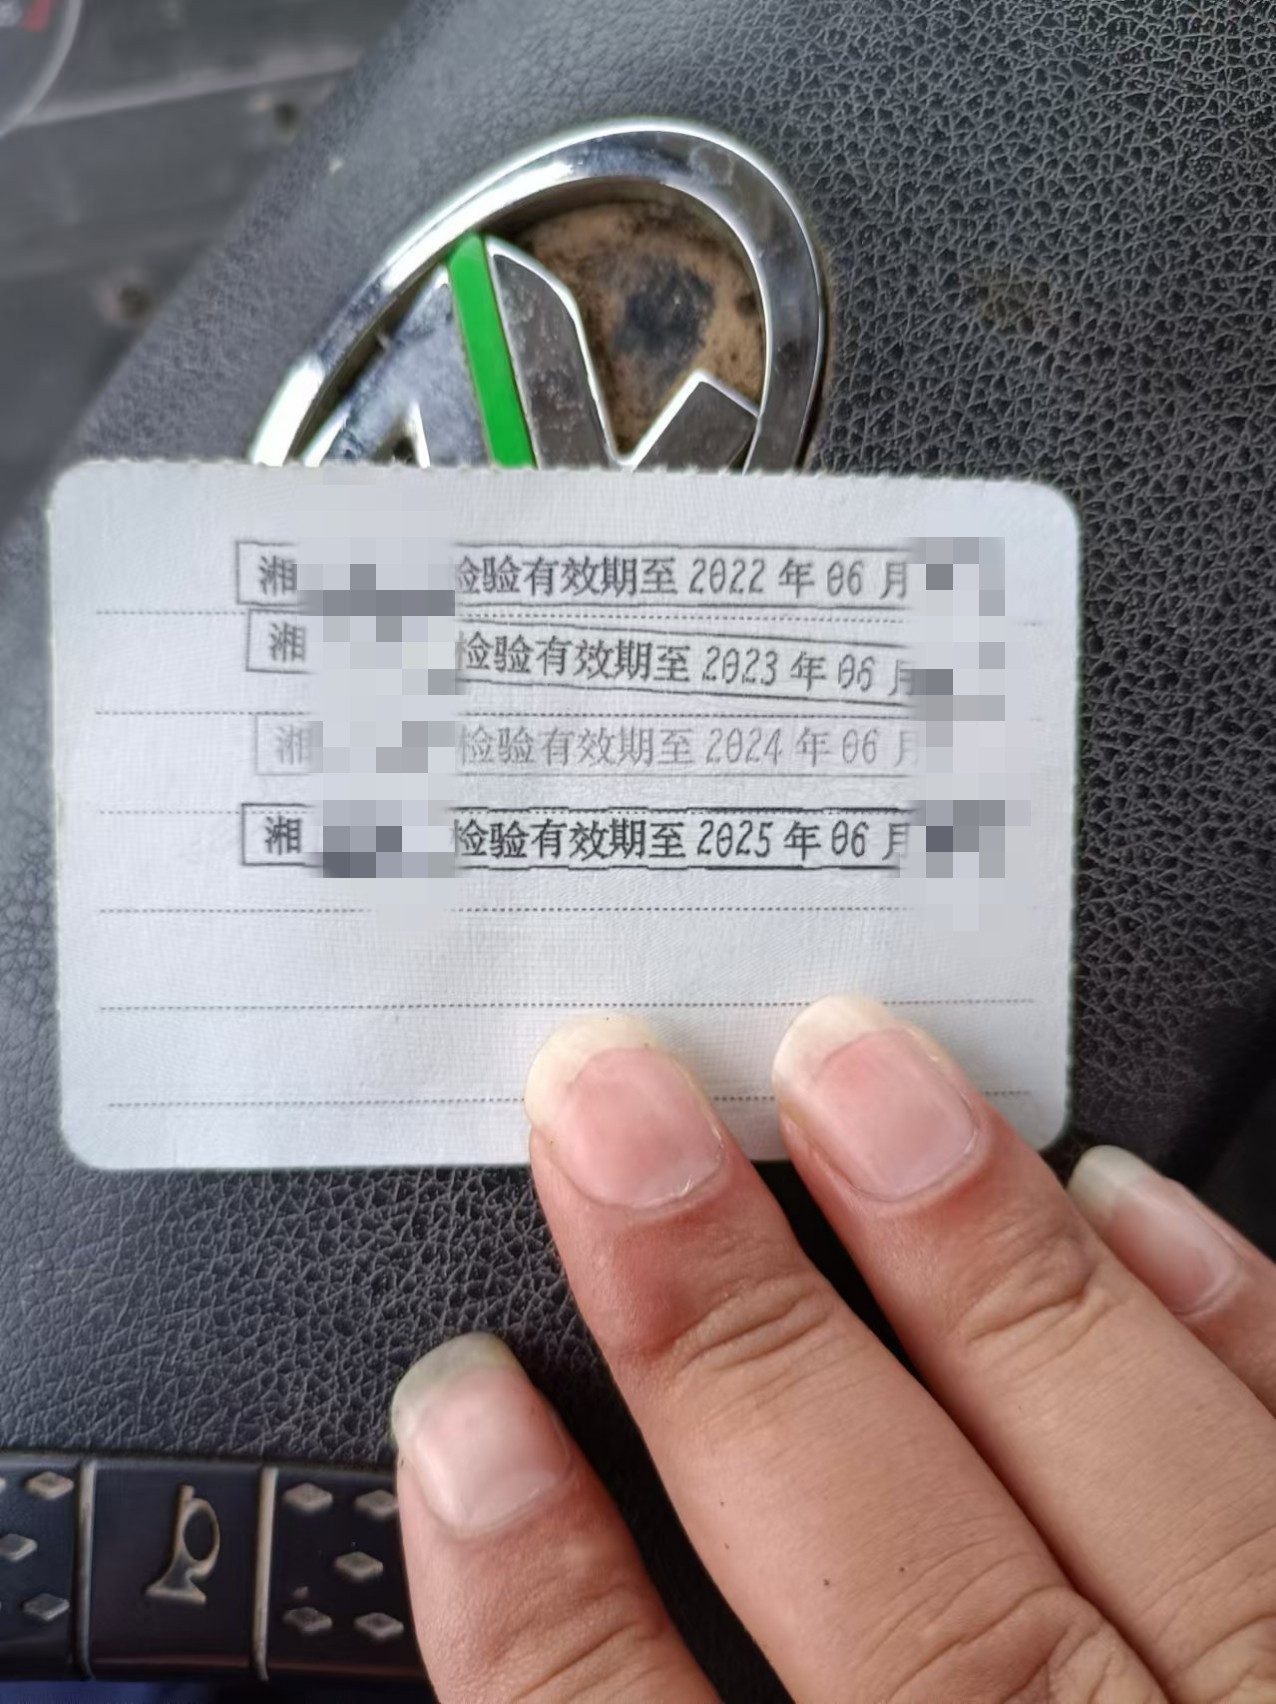 湘 检验有效期至 2022 年 06 月
湘 检验有效期至 2023 年 06 月
湘 检验有效期至 2024 年 06 月
湘 检验有效期至 2025 年 06 月